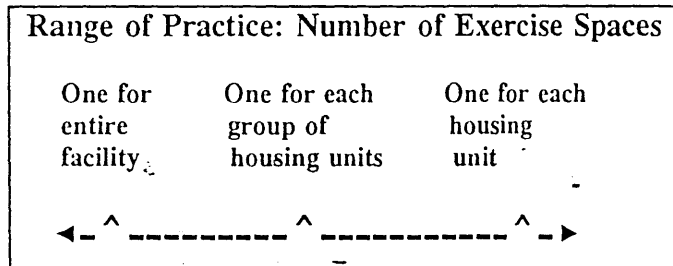 Range of Practice: Number of Exercise Spaces
One for One for each One for each
entire group of housing
facility housing units unit